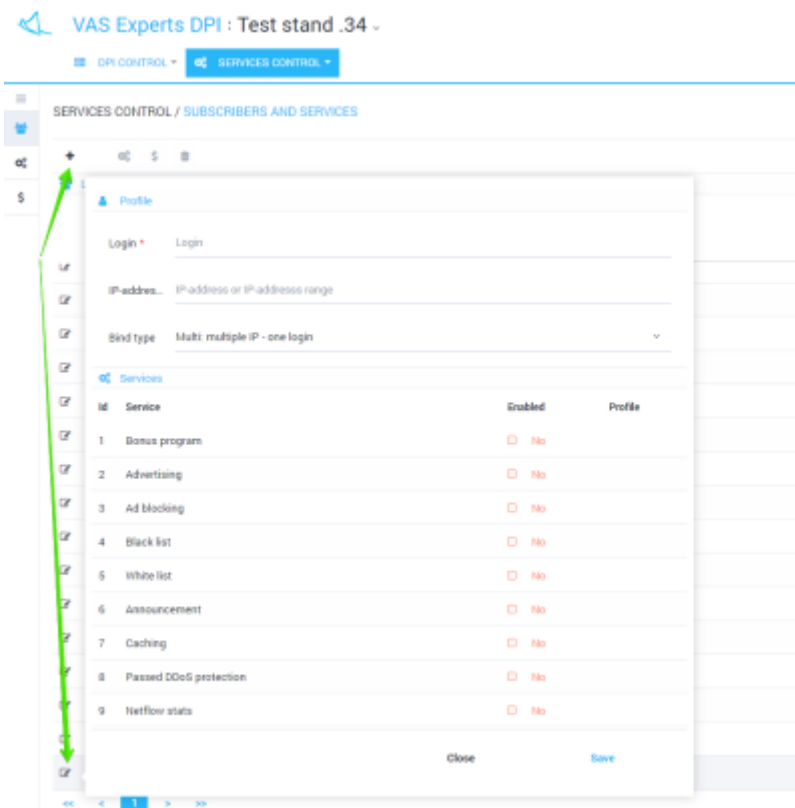 VAS Experts DPI : Test stand .34
DPI CONTROL
SERVICES CONTROL
SERVICES CONTROL / SUBSCRIBERS AND SERVICES
$
$
Profile
Login *
Login
IP-addres...
IP-address or IP-addresss range
Bind type
Multi: multiple IP - one login
Services
Id Service Enabled Profile
1 Bonus program No
2 Advertising No
3 Ad blocking No
4 Black list No
5 White list No
6 Announcement No
7 Caching No
8 Passed DDoS protection No
9 Netflow stats No
Close Save
<< < 1 > >>